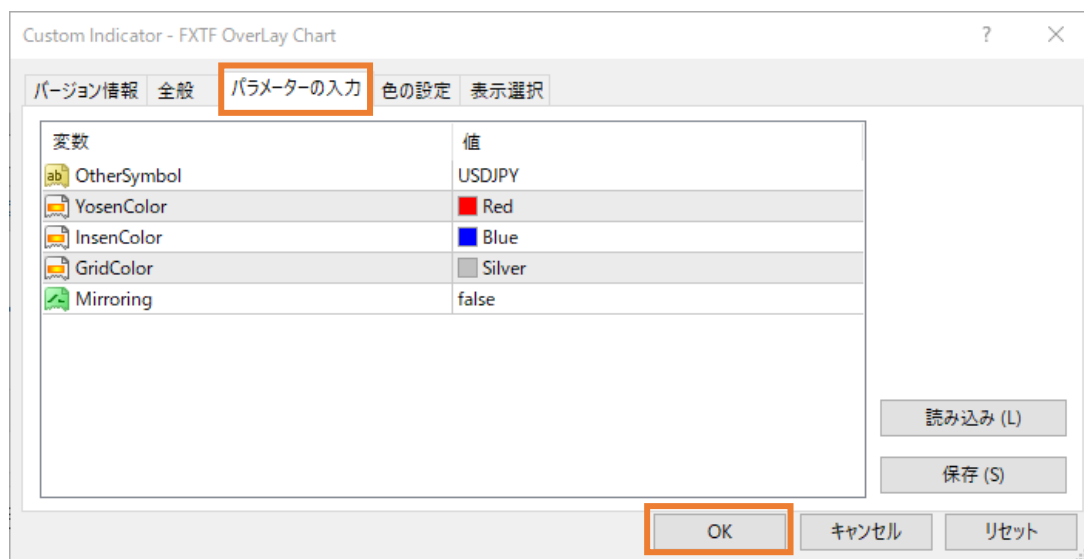 Custom Indicator - FXTF OverLay Chart ? ×
バージョン情報 全般 パラメーターの入力 色の設定 表示選択
変数 値
ab OtherSymbol USDJPY
YosenColor Red
InsenColor Blue
GridColor Silver
Mirroring false
読み込み (L)
保存 (S)
OK キャンセル リセット